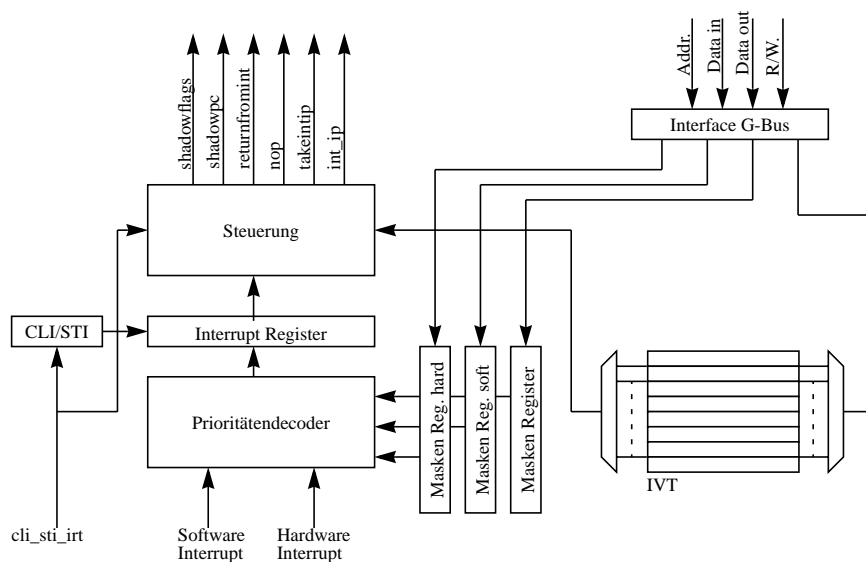 shadowflags
shadowpc
returnfromint
nop
takeintip
int_ip
Addr.
Data in
Data out
R/W.
Interface G-Bus
Steuerung
CLI/STI
Interrupt Register
Prioritätendecoder
Masken Reg. hard
Masken Reg. soft
Masken Register
IVT
cli_sti_irt
Software
Interrupt
Hardware
Interrupt